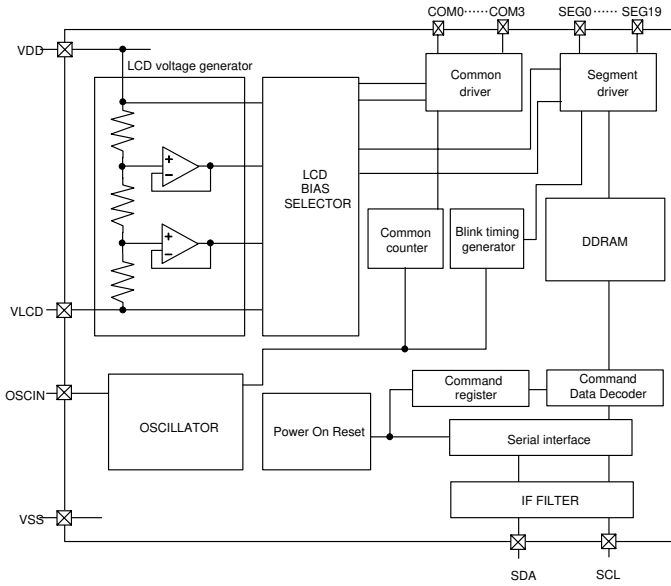 COM0······COM3 SEG0······ SEG19
VDD
LCD voltage generator
Common
driver
Segment
driver
+
−
LCD
BIAS
SELECTOR
+
−
Common
counter
Blink timing
generator
DDRAM
VLCD
OSCIN
OSCILLATOR
Power On Reset
Command
register
Command
Data Decoder
Serial interface
IF FILTER
VSS
SDA
SCL